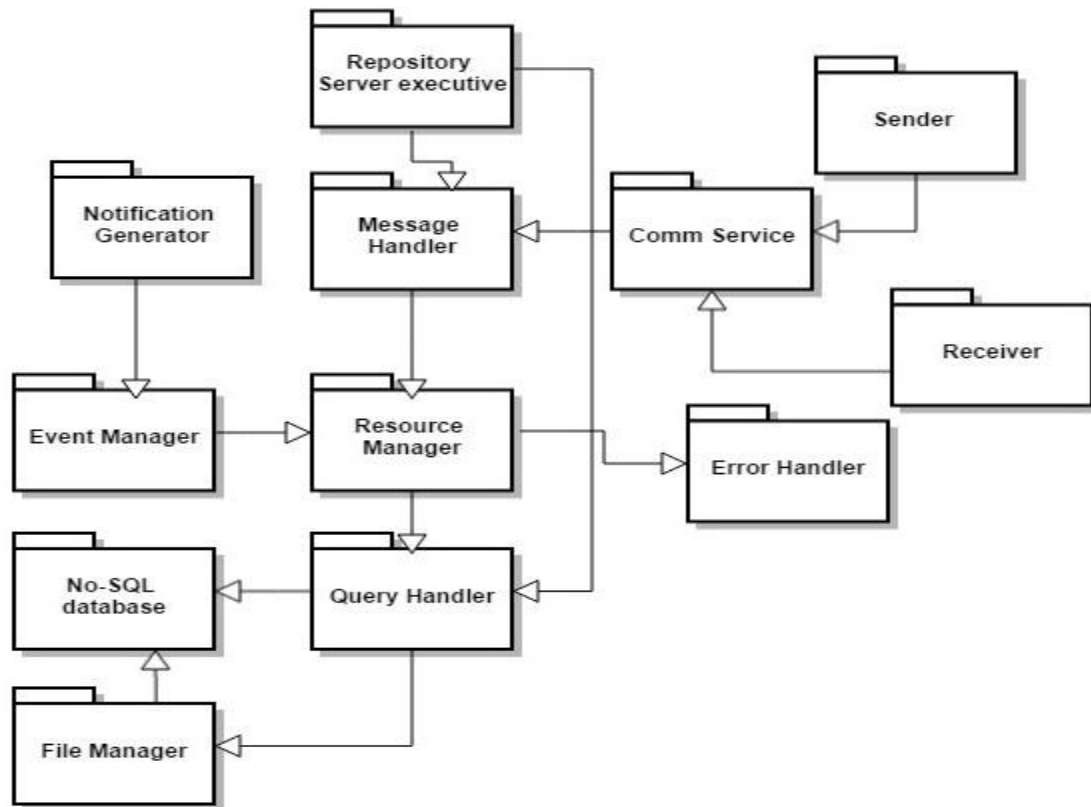 Repository
Server executive
Sender
Notification
Generator
Message
Handler
Comm Service
Receiver
Event Manager
Resource
Manager
Error Handler
No-SQL
database
Query Handler
File Manager